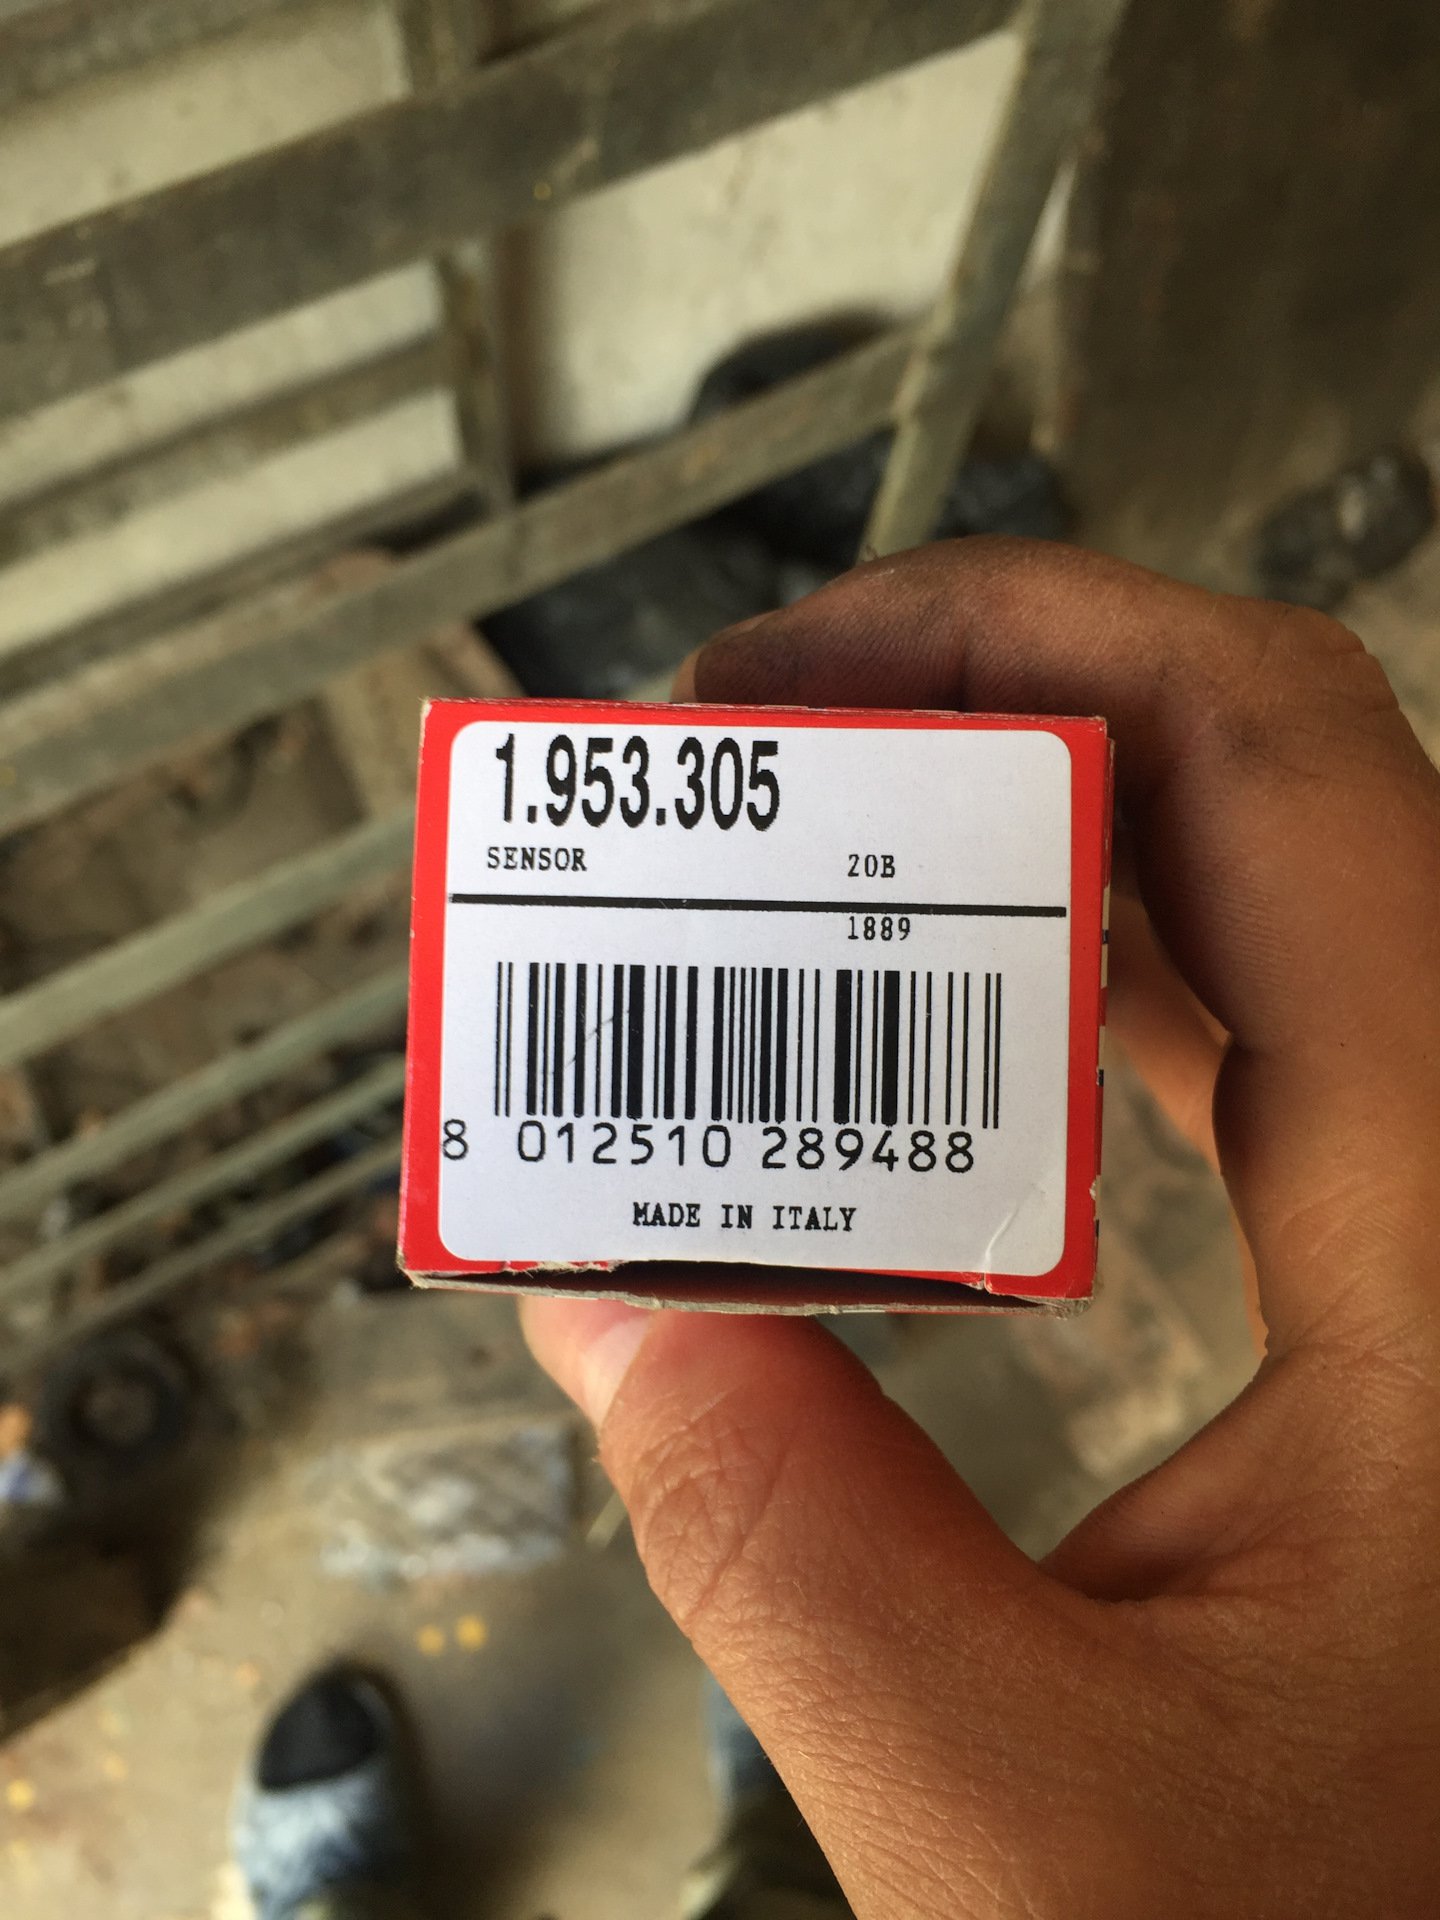 1.953.305
SENSOR 20B
1889
8 012510 289488
MADE IN ITALY